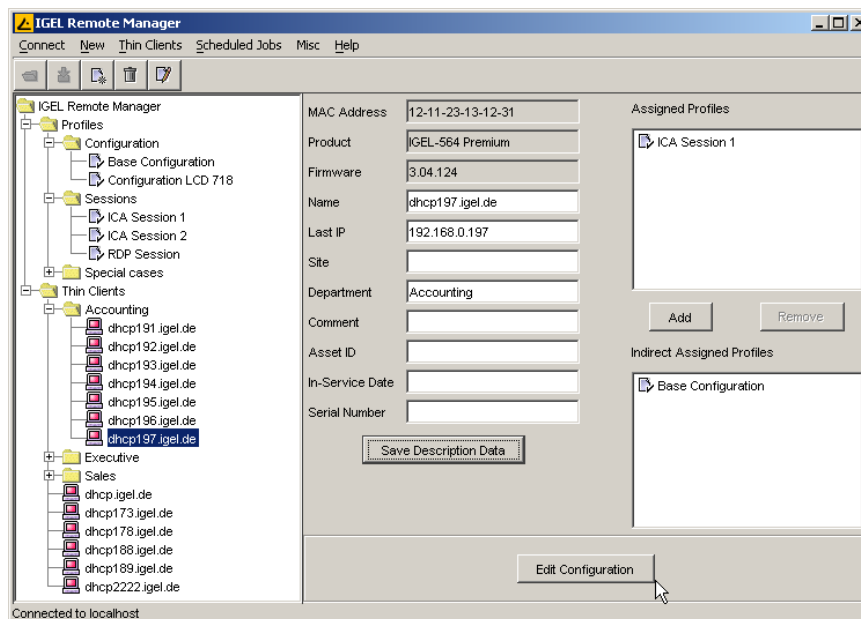 IGEL Remote Manager
Connect New Thin Clients Scheduled Jobs Misc Help
IGEL Remote Manager
Profiles
Configuration
Base Configuration
Configuration LCD 718
Sessions
ICA Session 1
ICA Session 2
RDP Session
Special cases
Thin Clients
Accounting
dhcp191.igel.de
dhcp192.igel.de
dhcp193.igel.de
dhcp194.igel.de
dhcp195.igel.de
dhcp196.igel.de
dhcp197.igel.de
Executive
Sales
dhcp.igel.de
dhcp173.igel.de
dhcp178.igel.de
dhcp188.igel.de
dhcp189.igel.de
dhcp2222.igel.de
MAC Address 12-11-23-13-12-31
Product IGEL-564 Premium
Firmware 3.04.124
Name dhcp197.igel.de
Last IP 192.168.0.197
Site
Department Accounting
Comment
Asset ID
In-Service Date
Serial Number
Save Description Data
Assigned Profiles
ICA Session 1
Add Remove
Indirect Assigned Profiles
Base Configuration
Edit Configuration
Connected to localhost